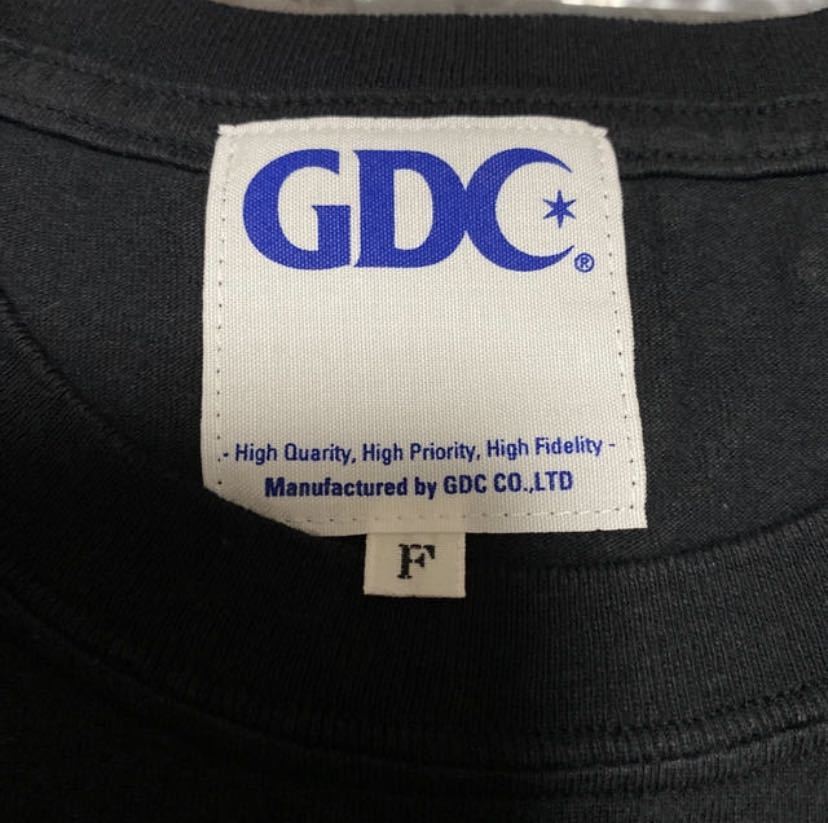 GDC ®
- High Quarity, High Priority, High Fidelity -
Manufactured by GDC CO.,LTD
F